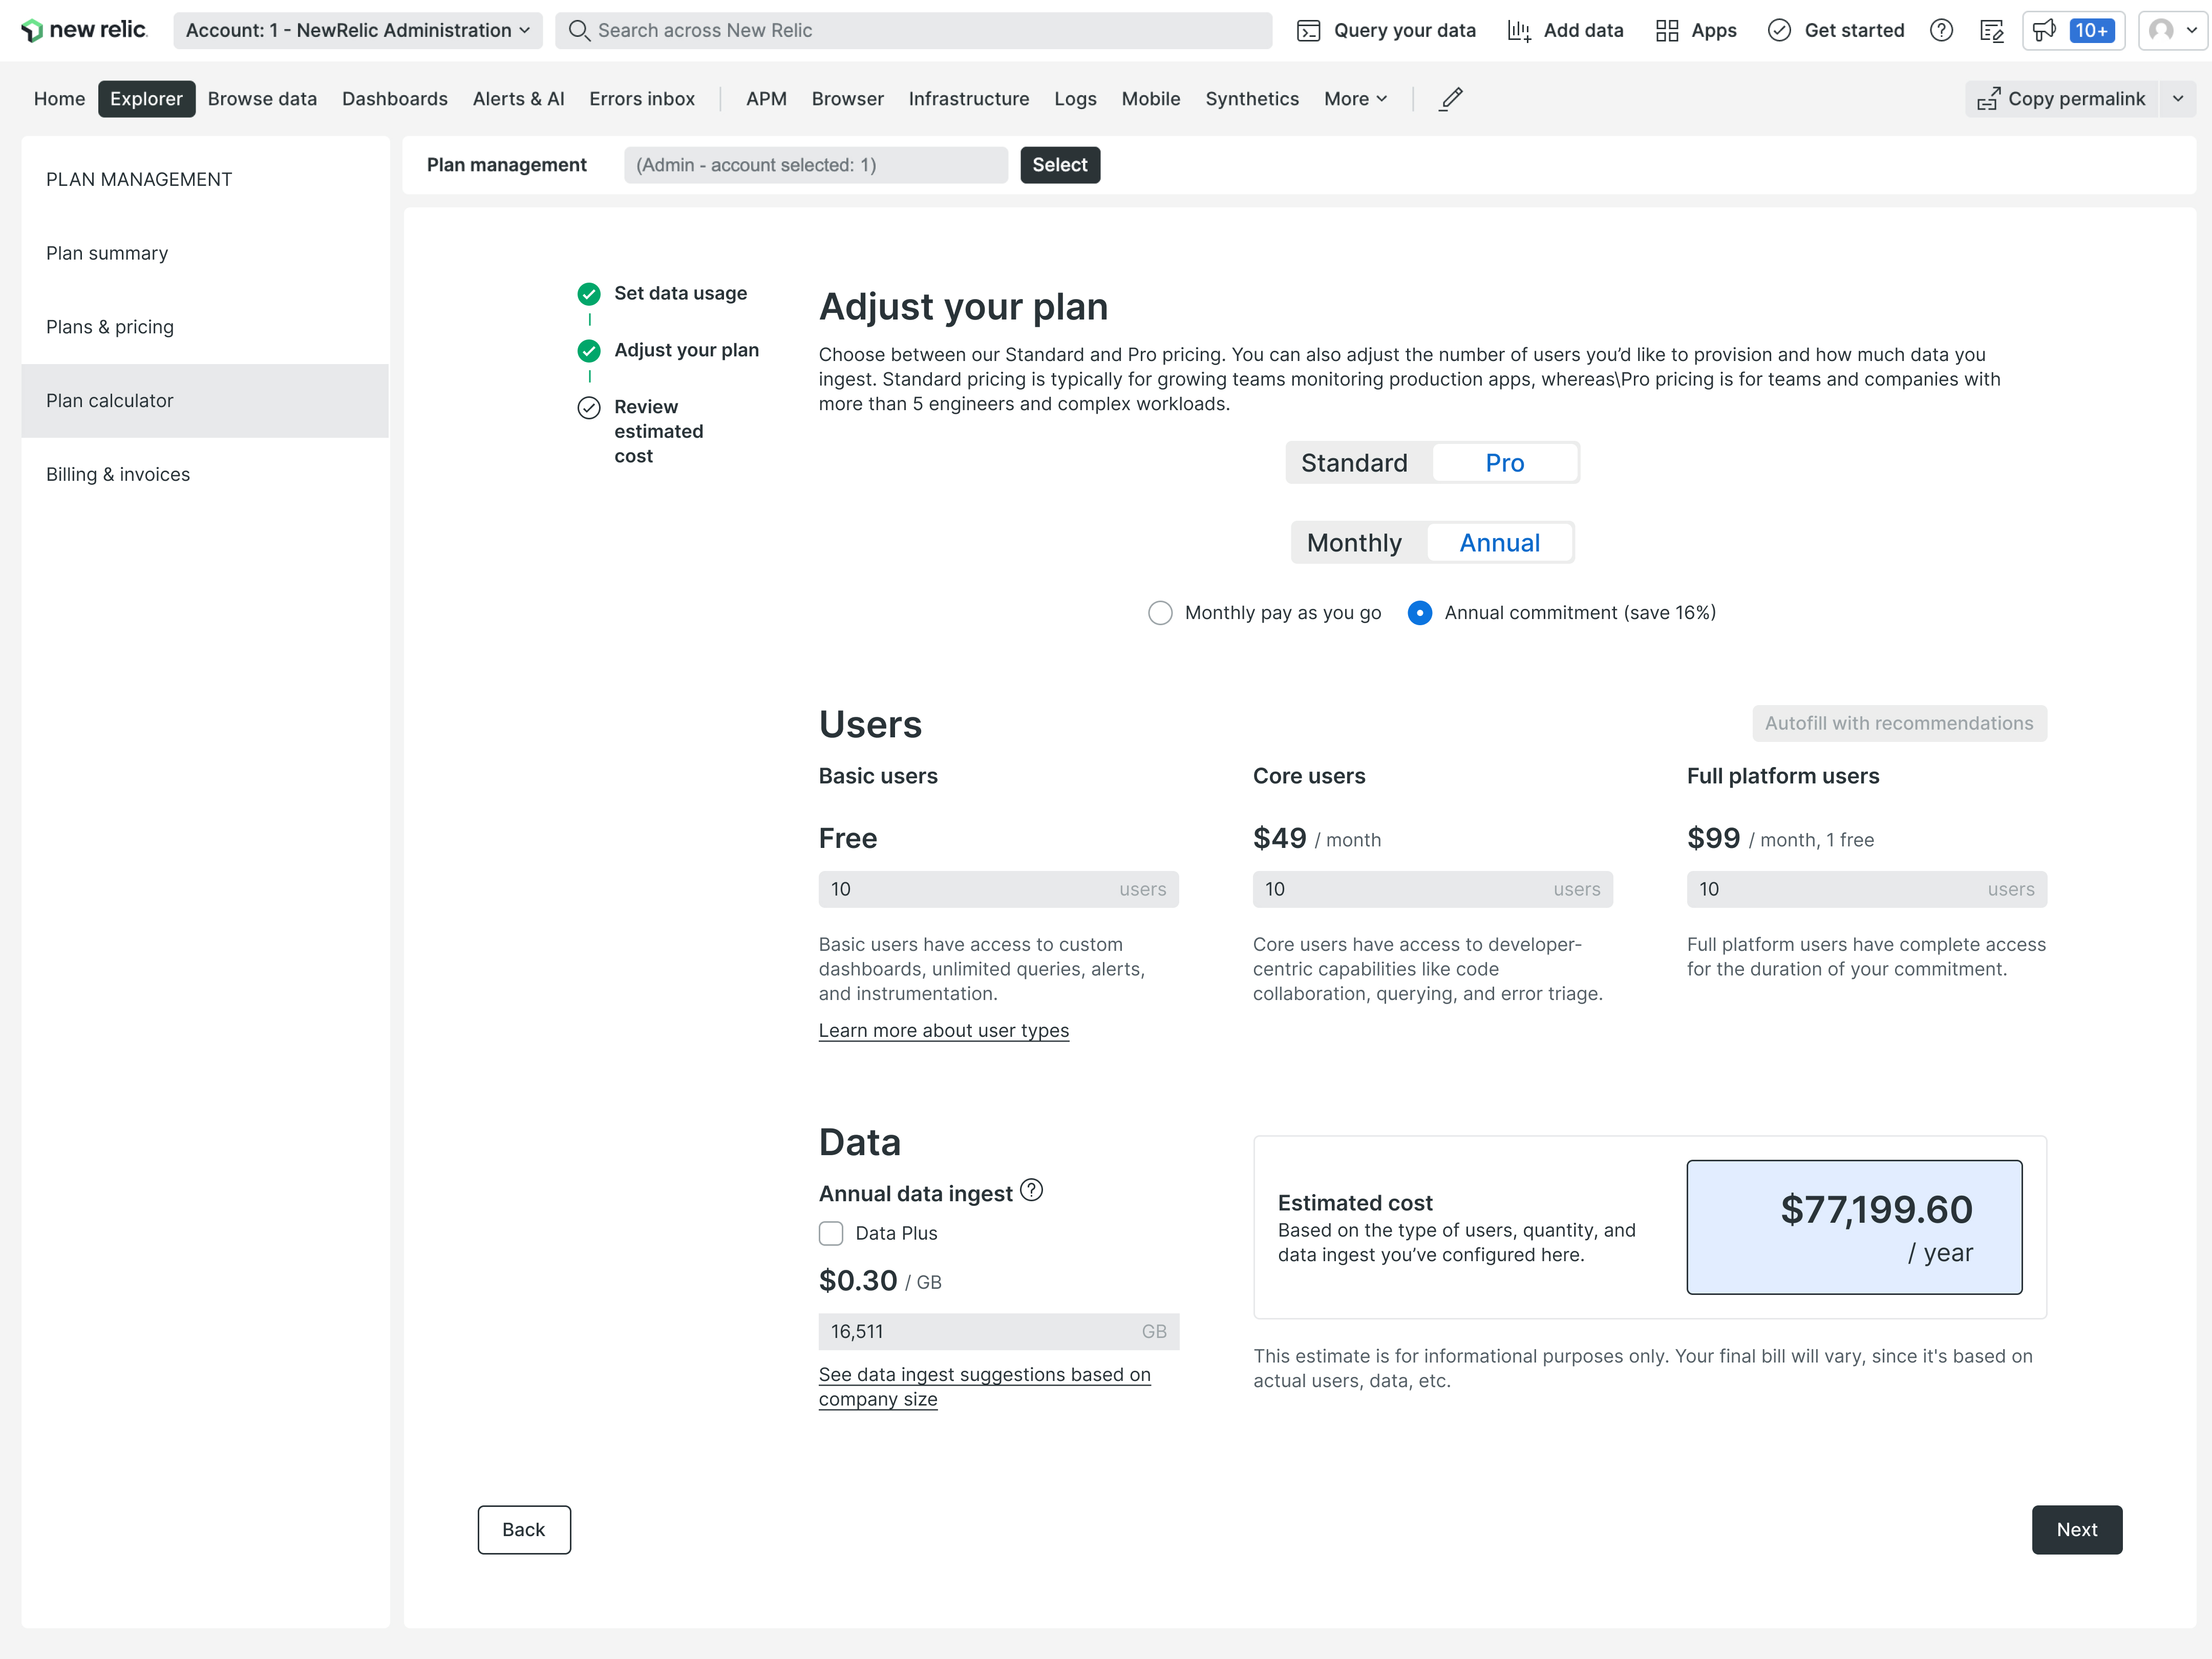 new relic.
Account: 1 - NewRelic Administration
Search across New Relic
Query your data
Add data
Apps
Get started
10+
Home
Explorer
Browse data
Dashboards
Alerts & AI
Errors inbox
APM
Browser
Infrastructure
Logs
Mobile
Synthetics
More
Copy permalink
PLAN MANAGEMENT
Plan summary
Plans & pricing
Plan calculator
Billing & invoices
Plan management
(Admin - account selected: 1)
Select
Set data usage
Adjust your plan
Review
estimated
cost
Adjust your plan
Choose between our Standard and Pro pricing. You can also adjust the number of users you’d like to provision and how much data you
ingest. Standard pricing is typically for growing teams monitoring production apps, whereas\Pro pricing is for teams and companies with
more than 5 engineers and complex workloads.
Standard
Pro
Monthly
Annual
Monthly pay as you go
Annual commitment (save 16%)
Users
Autofill with recommendations
Basic users
Free
10 users
Basic users have access to custom
dashboards, unlimited queries, alerts,
and instrumentation.
Learn more about user types
Core users
$49 / month
10 users
Core users have access to developer-
centric capabilities like code
collaboration, querying, and error triage.
Full platform users
$99 / month, 1 free
10 users
Full platform users have complete access
for the duration of your commitment.
Data
Annual data ingest
Data Plus
$0.30 / GB
16,511 GB
See data ingest suggestions based on
company size
Estimated cost
Based on the type of users, quantity, and
data ingest you’ve configured here.
$77,199.60
/ year
This estimate is for informational purposes only. Your final bill will vary, since it's based on
actual users, data, etc.
Back
Next